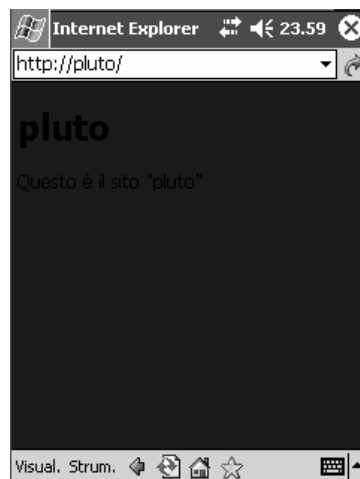 Internet Explorer 23.59
http://pluto/
pluto
Questo è il sito "pluto"
Visual. Strum.